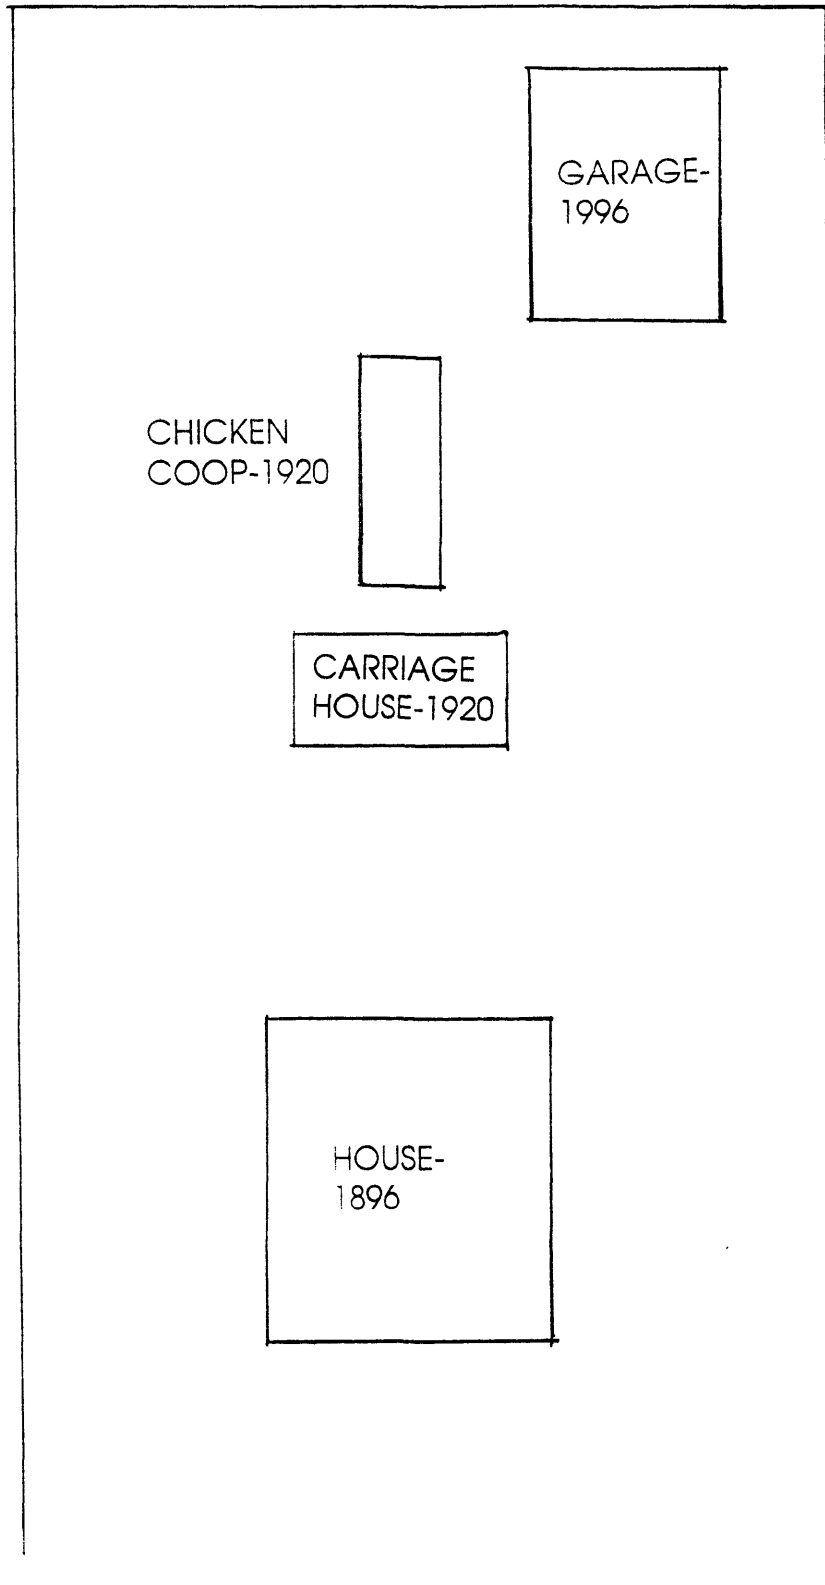 GARAGE-
1996
CHICKEN
COOP-1920
CARRIAGE
HOUSE-1920
HOUSE-
1896